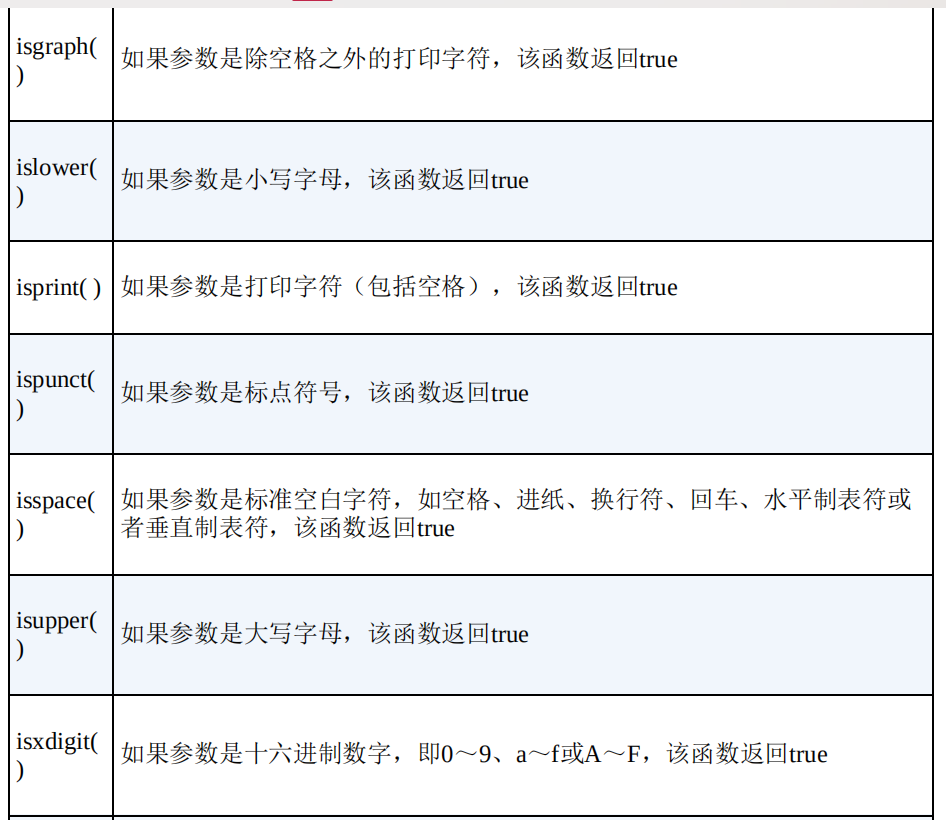 isgraph(
)
如果参数是除空格之外的打印字符，该函数返回true
islower(
)
如果参数是小写字母，该函数返回true
isprint( )
如果参数是打印字符（包括空格），该函数返回true
ispunct(
)
如果参数是标点符号，该函数返回true
isspace(
)
如果参数是标准空白字符，如空格、进纸、换行符、回车、水平制表符或
者垂直制表符，该函数返回true
isupper(
)
如果参数是大写字母，该函数返回true
isxdigit(
)
如果参数是十六进制数字，即0～9、a～f或A～F，该函数返回true